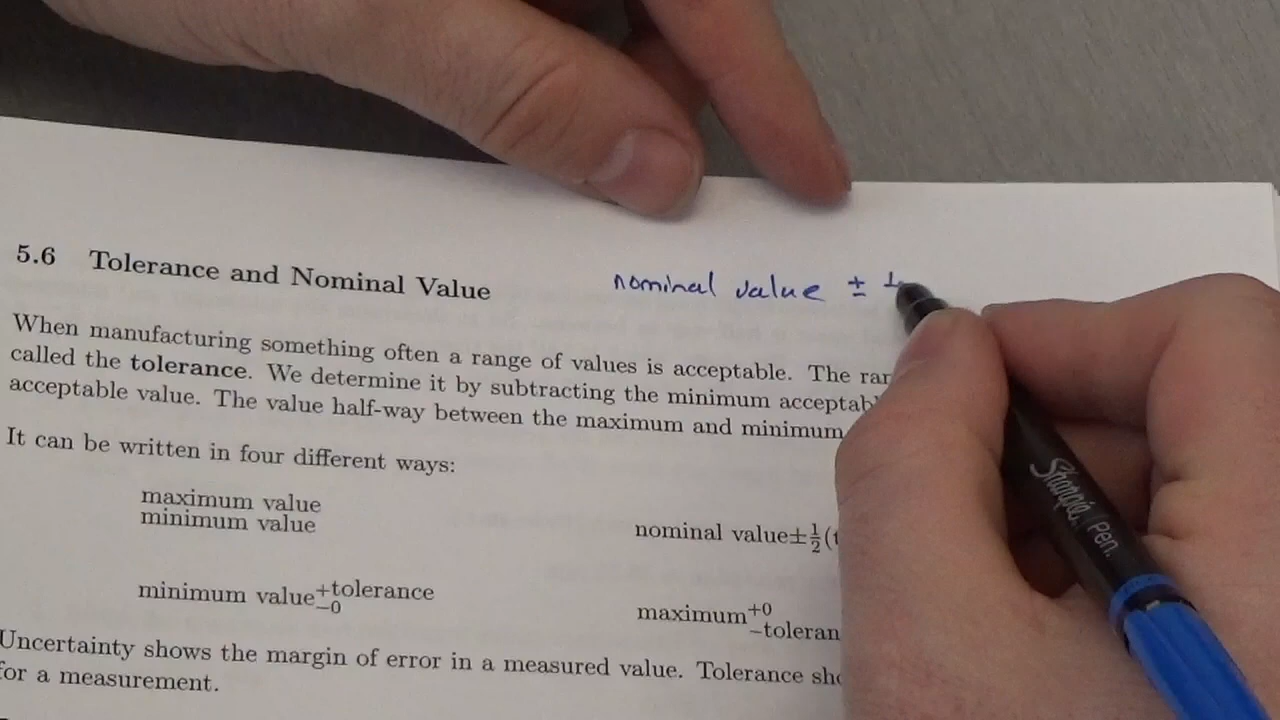 5.6 Tolerance and Nominal Value
nominal value ±
When manufacturing something often a range of values is acceptable. The
called the tolerance. We determine it by subtracting the minimum
acceptable value. The value half-way between the maximum and minimum
It can be written in four different ways:
maximum value
minimum value
nominal value±½(
minimum value+tolerance
−0
maximum+0
−toleran
Uncertainty shows the margin of error in a measured value. Tolerance
for a measurement.
Sharpie Pen.